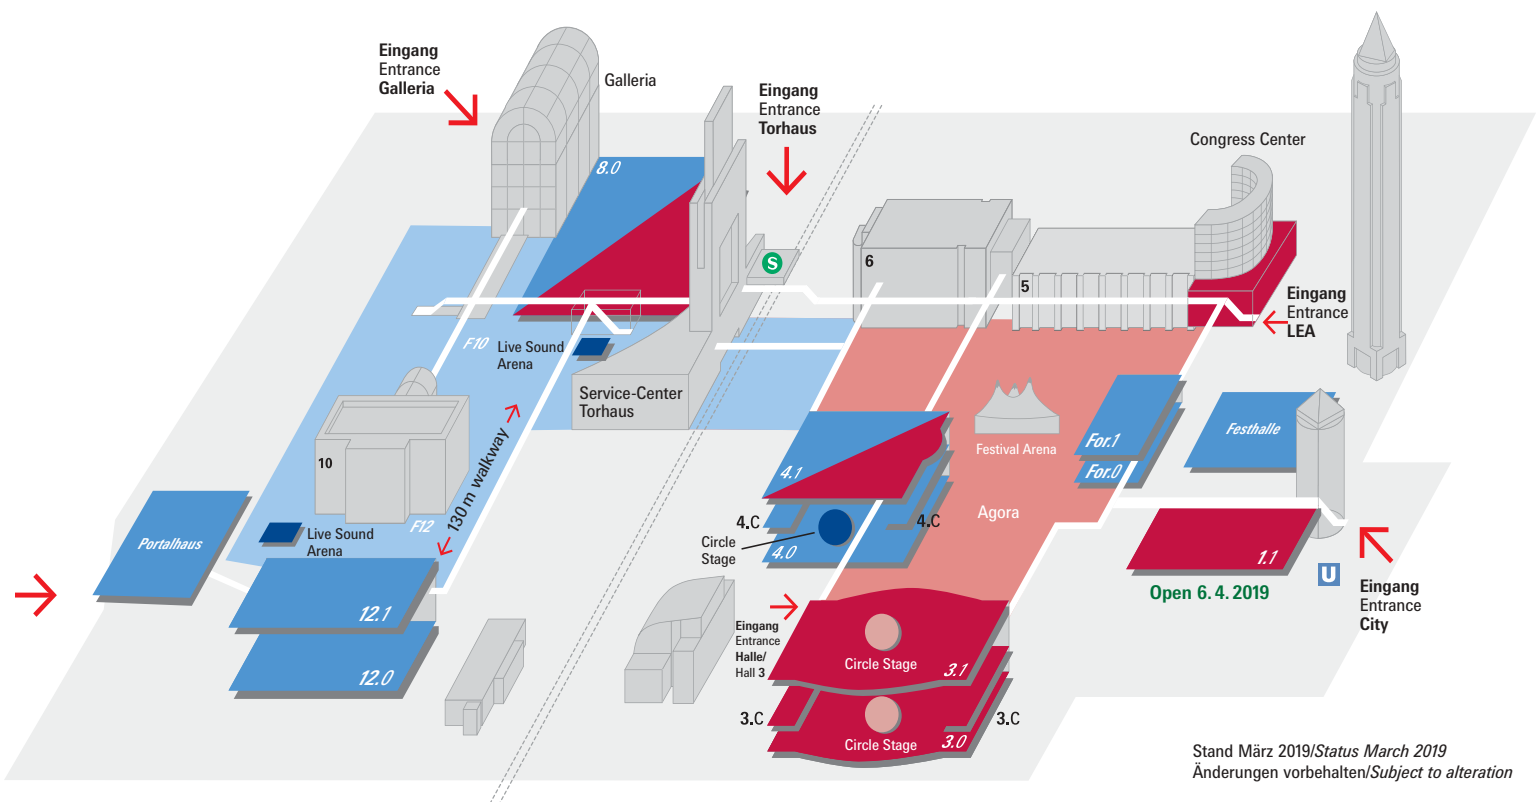 Eingang
Entrance
Galleria
Galleria
Eingang
Entrance
Torhaus
Congress Center
8.0
S
6
5
Eingang
Entrance
LEA
F10
Live Sound
Arena
Service-Center
Torhaus
130 m walkway
10
F12
Live Sound
Arena
Portalhaus
12.1
12.0
4.1
4.C
4.C
Circle
Stage
4.0
Festival Arena
Agora
For.1
For.0
Festhalle
1.1
Open 6. 4. 2019
U
Eingang
Entrance
City
Eingang
Entrance
Halle/
Hall 3
Circle Stage
3.1
3.C
3.C
Circle Stage
3.0
Stand März 2019/Status March 2019
Änderungen vorbehalten/Subject to alteration